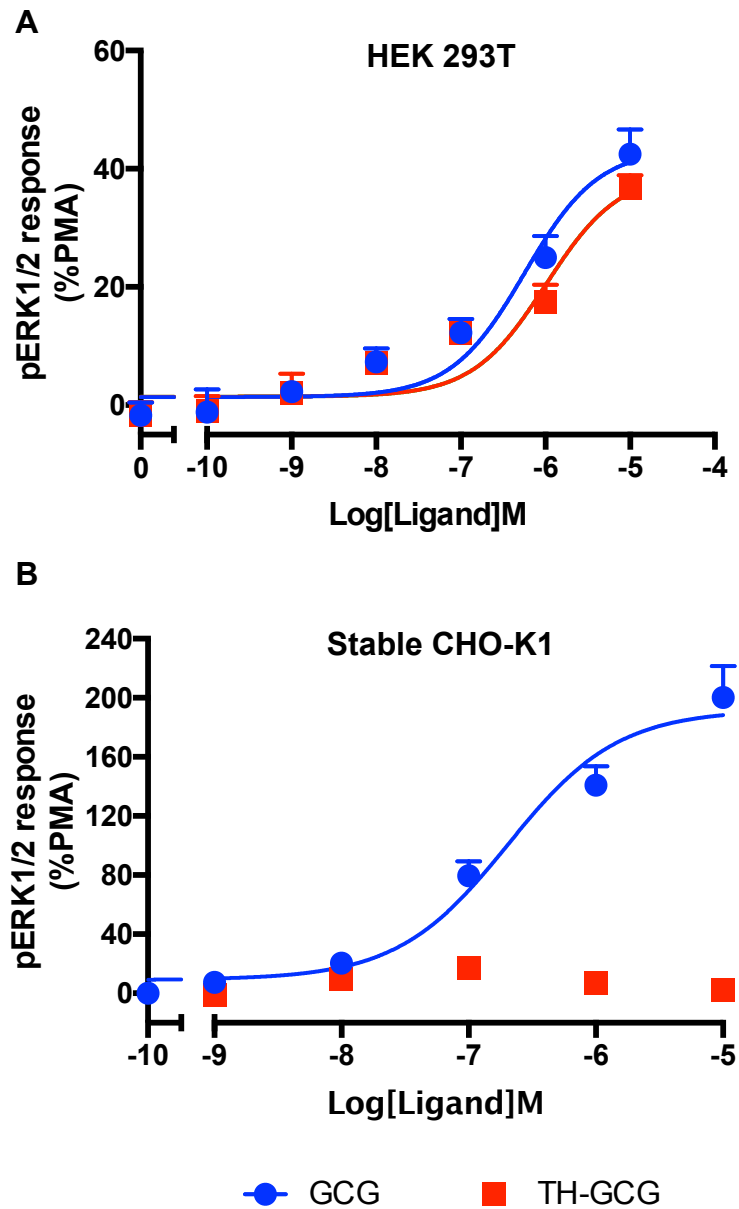 A
HEK 293T
pERK1/2 response
(%PMA)
60
40
20
0
0 -10 -9 -8 -7 -6 -5 -4
Log[Ligand]M
B
Stable CHO-K1
pERK1/2 response
(%PMA)
240
200
160
120
80
40
0
-10 -9 -8 -7 -6 -5
Log[Ligand]M
GCG TH-GCG